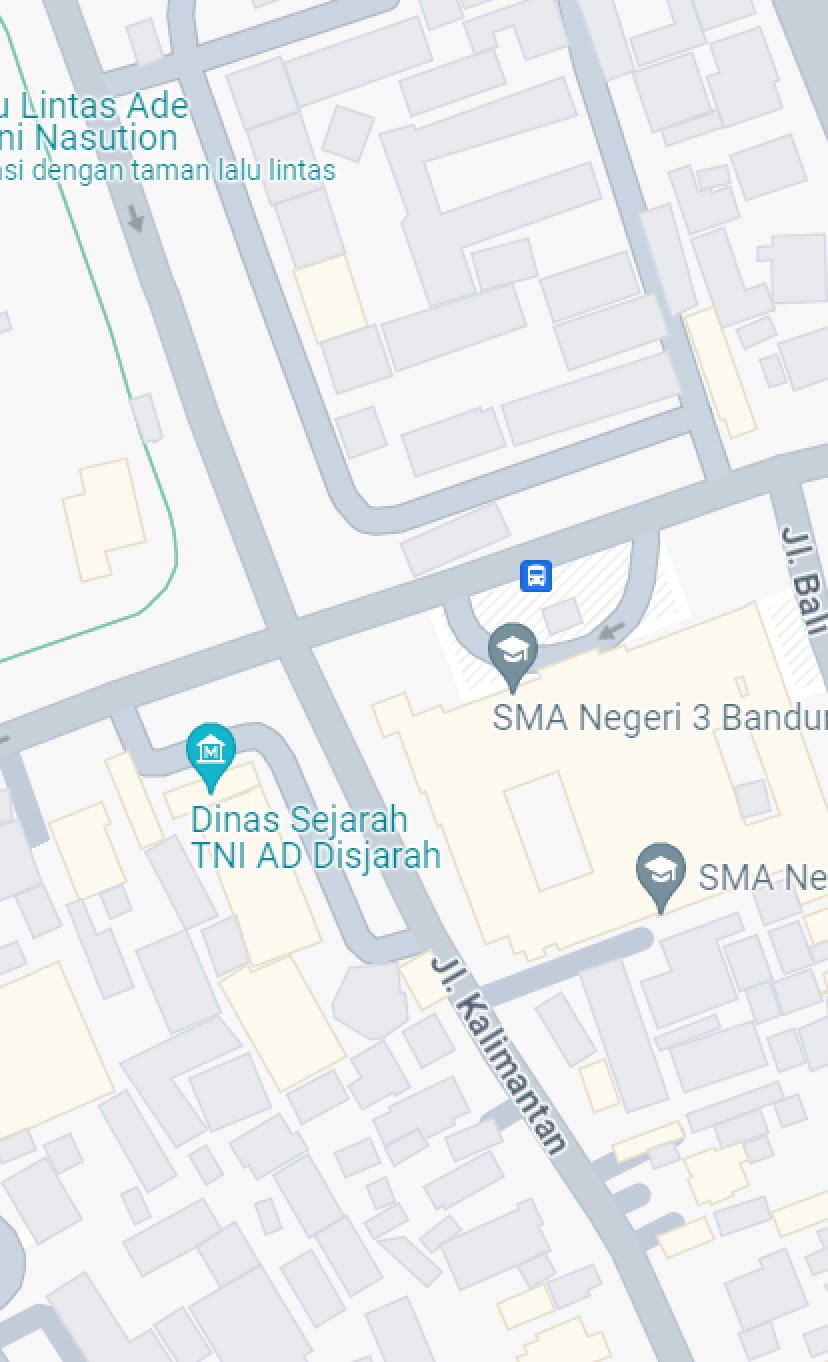 u Lintas Ade
ni Nasution
asi dengan taman lalu lintas
Jl. Bali
SMA Negeri 3 Bandu
Dinas Sejarah
TNI AD Disjarah
SMA Ne
Jl. Kalimantan